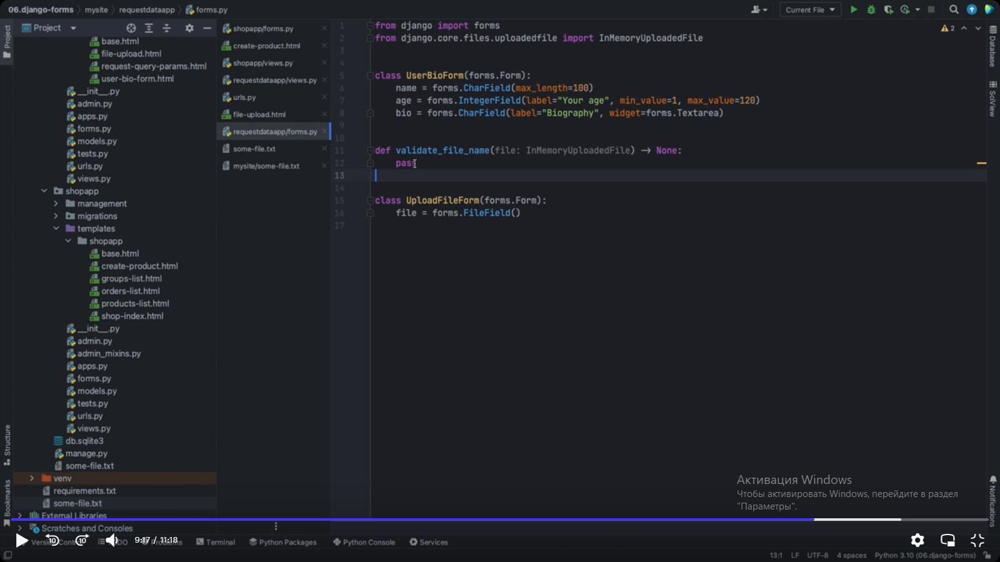 06.django-forms mysite requestdataapp forms.py
Current File
Project
Project
base.html
file-upload.html
request-query-params.html
user-bio-form.html
__init__.py
admin.py
apps.py
forms.py
models.py
tests.py
urls.py
views.py
shopapp
management
migrations
templates
shopapp
base.html
create-product.html
groups-list.html
orders-list.html
products-list.html
shop-index.html
__init__.py
admin.py
admin_mixins.py
apps.py
forms.py
models.py
tests.py
urls.py
views.py
db.sqlite3
manage.py
some-file.txt
venv
requirements.txt
some-file.txt
External Libraries
Scratches and Consoles
Structure
Bookmarks
shopapp/forms.py
create-product.html
shopapp/views.py
requestdataapp/views.py
urls.py
file-upload.html
requestdataapp/forms.py
some-file.txt
mysite/some-file.txt
1 from django import forms
2 from django.core.files.uploadedfile import InMemoryUploadedFile
3
4
5 class UserBioForm(forms.Form):
6 name = forms.CharField(max_length=100)
7 age = forms.IntegerField(label="Your age", min_value=1, max_value=120)
8 bio = forms.CharField(label="Biography", widget=forms.Textarea)
9
10
11 def validate_file_name(file: InMemoryUploadedFile) → None:
12 pass
13
14
15 class UploadFileForm(forms.Form):
16 file = forms.FileField()
17
2
Database
SciView
Notifications
Активация Windows
Чтобы активировать Windows, перейдите в раздел
"Параметры".
10 10 9:17 / 11:18
Version Control TODO Problems Terminal Python Packages Python Console Services
13:1 LF UTF-8 4 spaces Python 3.10 (06.django-forms)